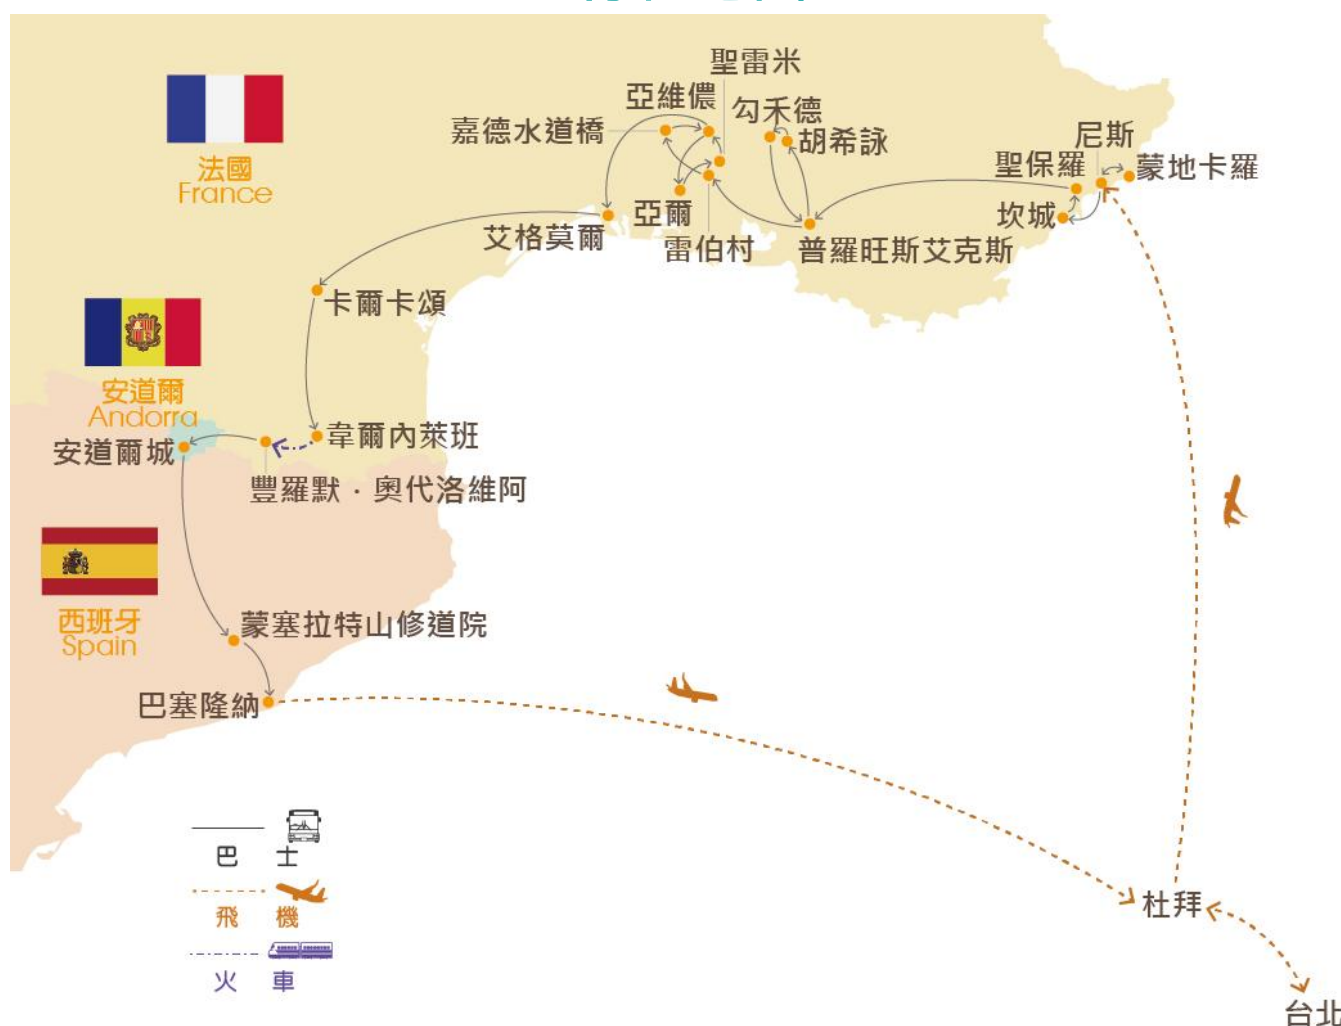 聖雷米
亞維儂
勾禾德
嘉德水道橋
胡希詠
尼斯
聖保羅
蒙地卡羅
法國
France
坎城
亞爾
艾格莫爾
雷伯村
普羅旺斯艾克斯
卡爾卡頌
安道爾
Andorra
安道爾城
韋爾內萊班
豐羅默．奧代洛維阿
西班牙
Spain
蒙塞拉特山修道院
巴塞隆納
巴 士
杜拜
飛 機
火 車
台北